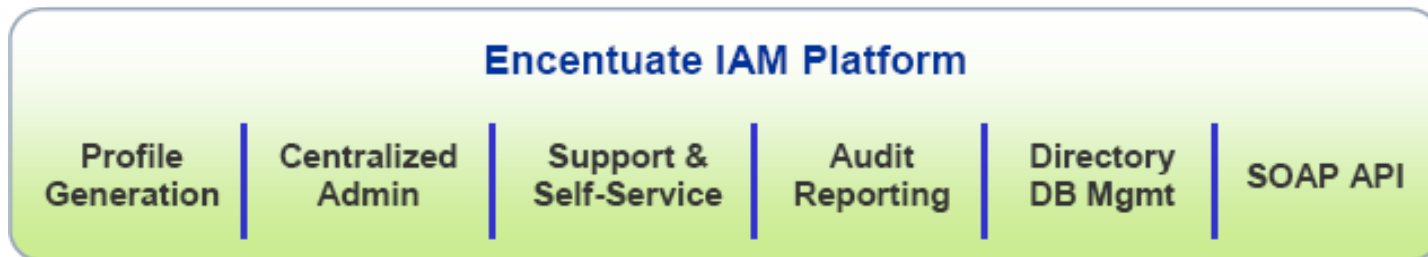 Encentuate IAM Platform
Profile
Generation
Centralized
Admin
Support &
Self-Service
Audit
Reporting
Directory
DB Mgmt
SOAP API